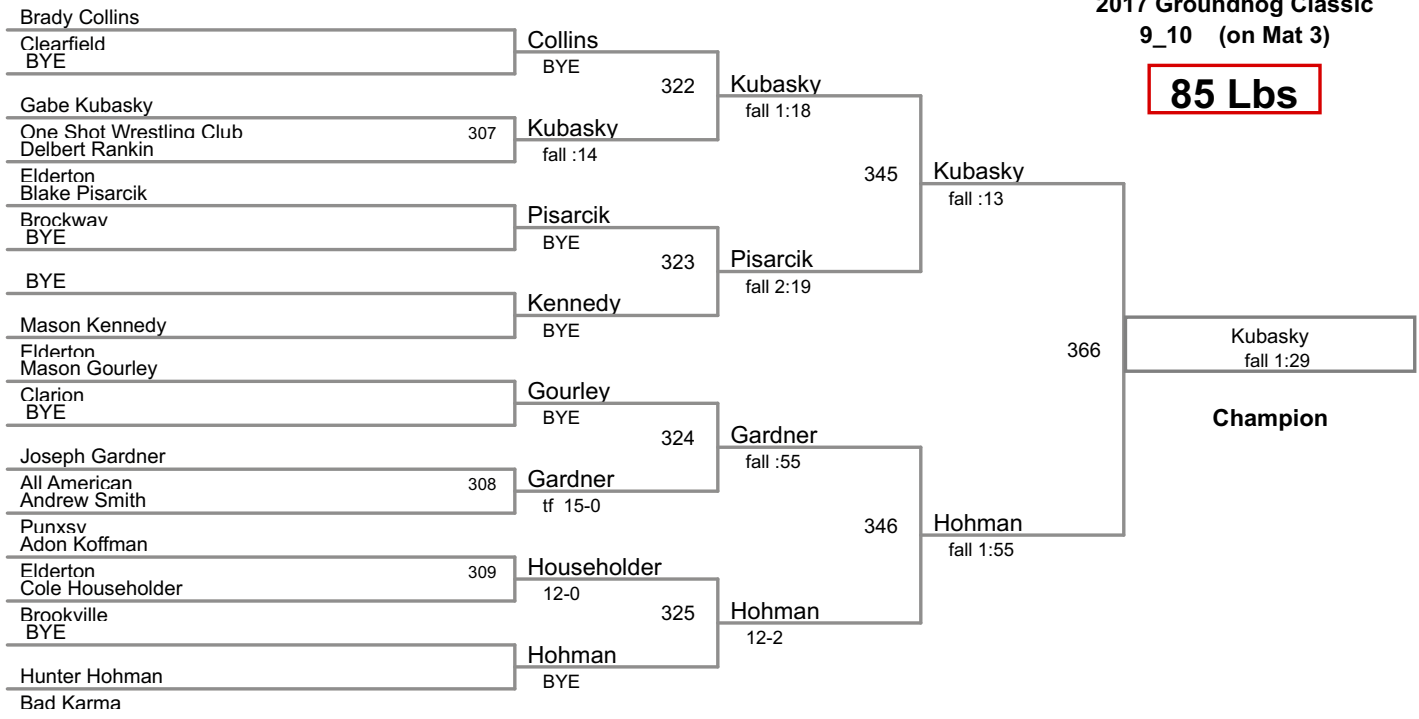 2017 Groundhog Classic
9_10 (on Mat 3)
85 Lbs
Brady Collins
Clearfield
BYE
Gabe Kubasky
One Shot Wrestling Club
Delbert Rankin
Elderton
Blake Pisarcik
Brockway
BYE
BYE
Mason Kennedy
Elderton
Mason Gourley
Clarion
BYE
Joseph Gardner
All American
Andrew Smith
Punxsy
Adon Koffman
Elderton
Cole Householder
Brookville
BYE
Hunter Hohman
Bad Karma
307
308
309
Collins
BYE
Kubasky
fall :14
Pisarcik
BYE
Kennedy
BYE
Gourley
BYE
Gardner
tf 15-0
Householder
12-0
Hohman
BYE
322
323
324
325
Kubasky
fall 1:18
Pisarcik
fall 2:19
Gardner
fall :55
Hohman
12-2
345
346
Kubasky
fall :13
Hohman
fall 1:55
366
Kubasky
fall 1:29
Champion